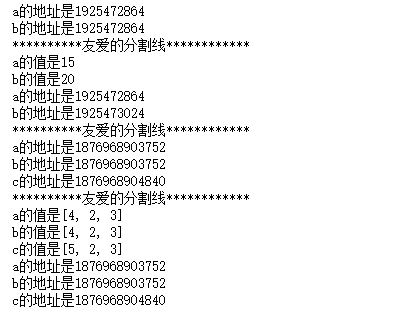 a的地址是1925472864
b的地址是1925472864
**********友爱的分割线************
a的值是15
b的值是20
a的地址是1925472864
b的地址是1925473024
**********友爱的分割线************
a的地址是1876968903752
b的地址是1876968903752
c的地址是1876968904840
**********友爱的分割线************
a的值是[4, 2, 3]
b的值是[4, 2, 3]
c的值是[5, 2, 3]
a的地址是1876968903752
b的地址是1876968903752
c的地址是1876968904840